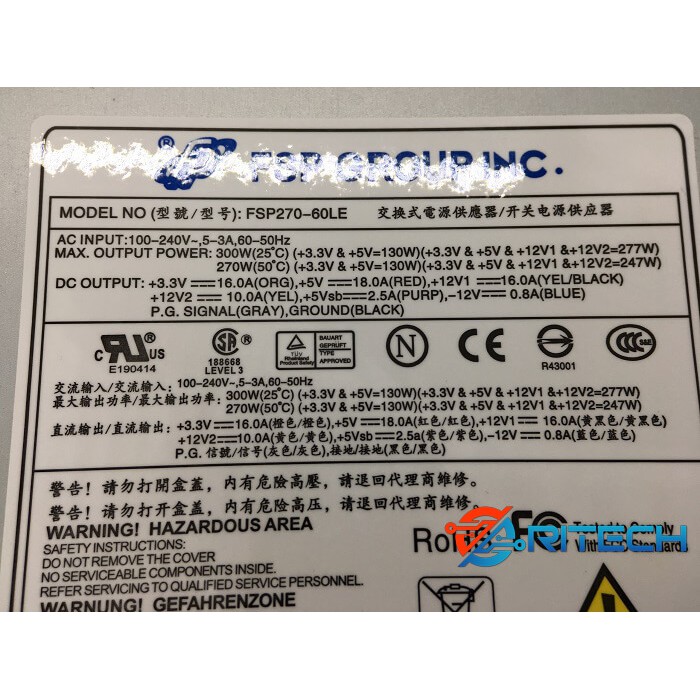 FSP GROUP INC.
MODEL NO (型號/型号): FSP270-60LE 交換式電源供應器/开关电源供应器
AC INPUT:100-240V~,5-3A,60-50Hz
MAX. OUTPUT POWER: 300W(25°C) (+3.3V & +5V=130W)(+3.3V & +5V & +12V1 &+12V2=277W)
270W(50°C) (+3.3V & +5V=130W)(+3.3V & +5V & +12V1 &+12V2=247W)
DC OUTPUT: +3.3V⎓16.0A(ORG),+5V⎓18.0A(RED), +12V1⎓16.0A(YEL/BLACK)
+12V2⎓10.0A(YEL), +5Vsb⎓2.5A(PURP), -12V⎓0.8A(BLUE)
P.G. SIGNAL(GRAY),GROUND(BLACK)
C RU US
E190414
SA
188668
LEVEL 3
TÜV
Rheinland
Product Safety
BAUART
GEPRÜFT
TYPE
APPROVED
N
CE
R43001
CCC S&E
交流輸入/交流输入: 100-240V~,5-3A,60-50Hz
最大輸出功率/最大输出功率: 300W(25°C) (+3.3V & +5V=130W)(+3.3V & +5V &+12V1 &+12V2=277W)
270W(50°C) (+3.3V & +5V=130W)(+3.3V & +5V &+12V1 &+12V2=247W)
直流輸出/直流输出: +3.3V⎓16.0A(橙色/橙色),+5V⎓18.0A(紅色/红色),+12V1⎓16.0A(黄黑色/黄黑色)
+12V2⎓10.0A(黄色/黄色),+5Vsb⎓2.5a(紫色/紫色),-12V⎓0.8A(藍色/蓝色)
P.G. 信號/信号(灰色/灰色),接地/接地(黑色/黑色)
警告! 請勿打開盒蓋, 内有危險高壓, 請退回代理商維修.
警告! 请勿打开盒盖, 内有危险高压, 请退回代理商维修.
WARNING! HAZARDOUS AREA
SAFETY INSTRUCTIONS:
DO NOT REMOVE THE COVER
NO SERVICEABLE COMPONENTS INSIDE.
REFER SERVICING TO QUALIFIED SERVICE PERSONNEL.
WARNUNG! GEFAHRENZONE
RoHS
FC
ARITECH